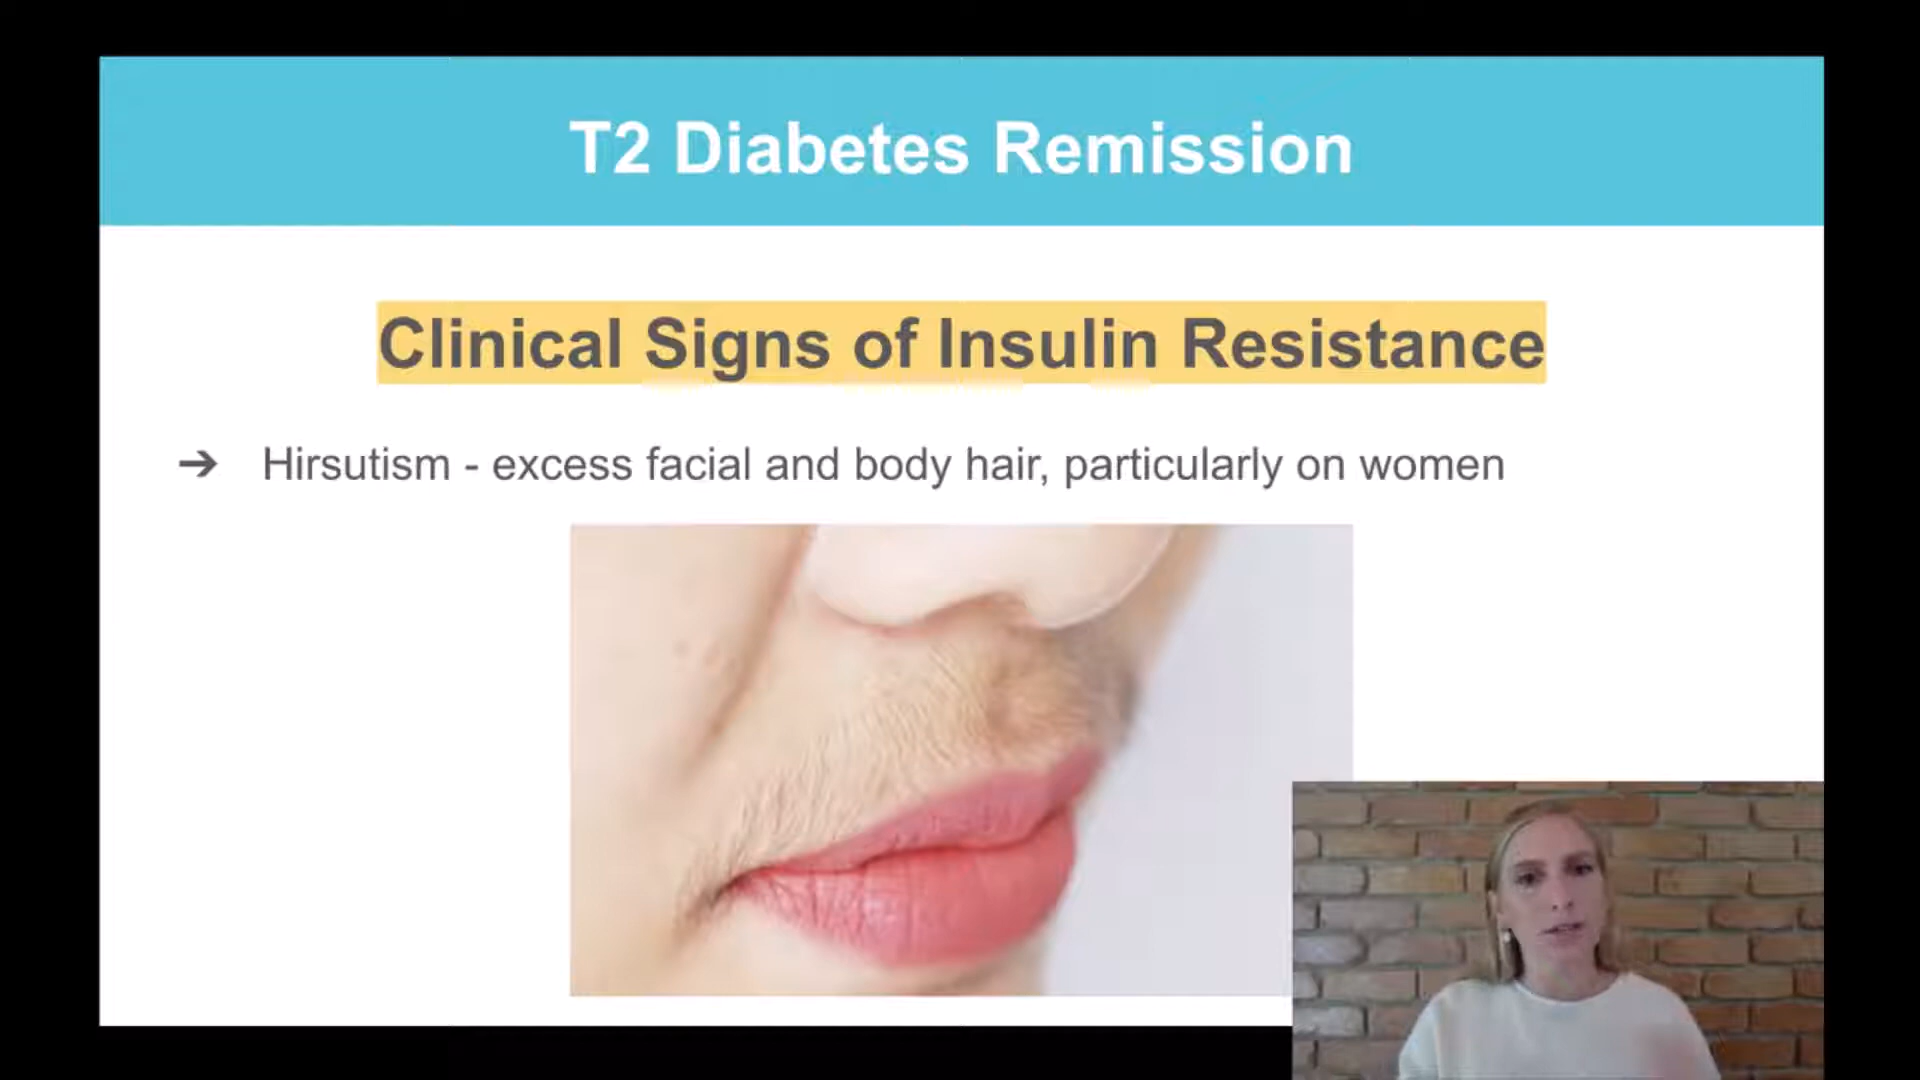 T2 Diabetes Remission
Clinical Signs of Insulin Resistance
➔ Hirsutism - excess facial and body hair, particularly on women